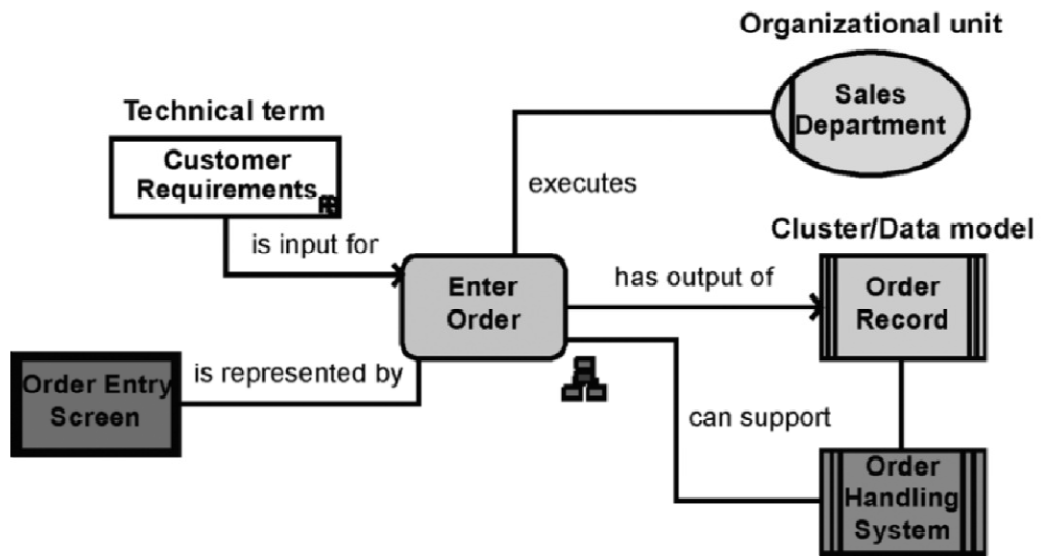 Organizational unit
Sales
Department
Technical term
Customer
Requirements
executes
is input for
Cluster/Data model
Enter
Order
has output of
Order
Record
is represented by
Order Entry
Screen
can support
Order
Handling
System